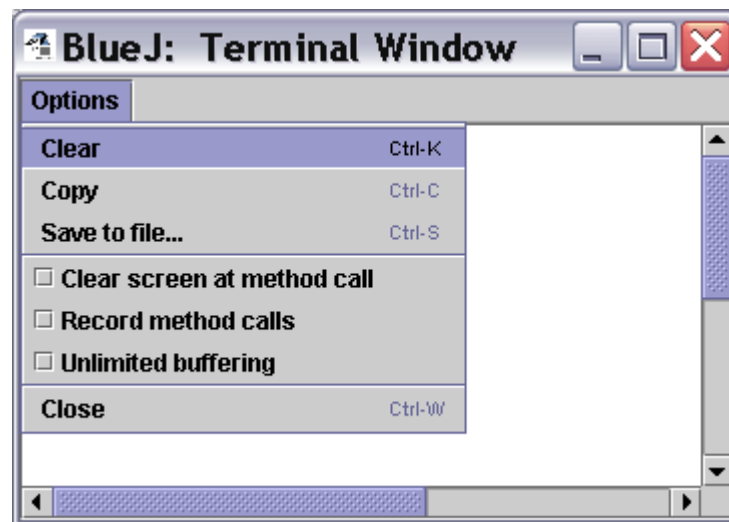 BlueJ: Terminal Window
Options
Clear Ctrl-K
Copy Ctrl-C
Save to file... Ctrl-S
Clear screen at method call
Record method calls
Unlimited buffering
Close Ctrl-W